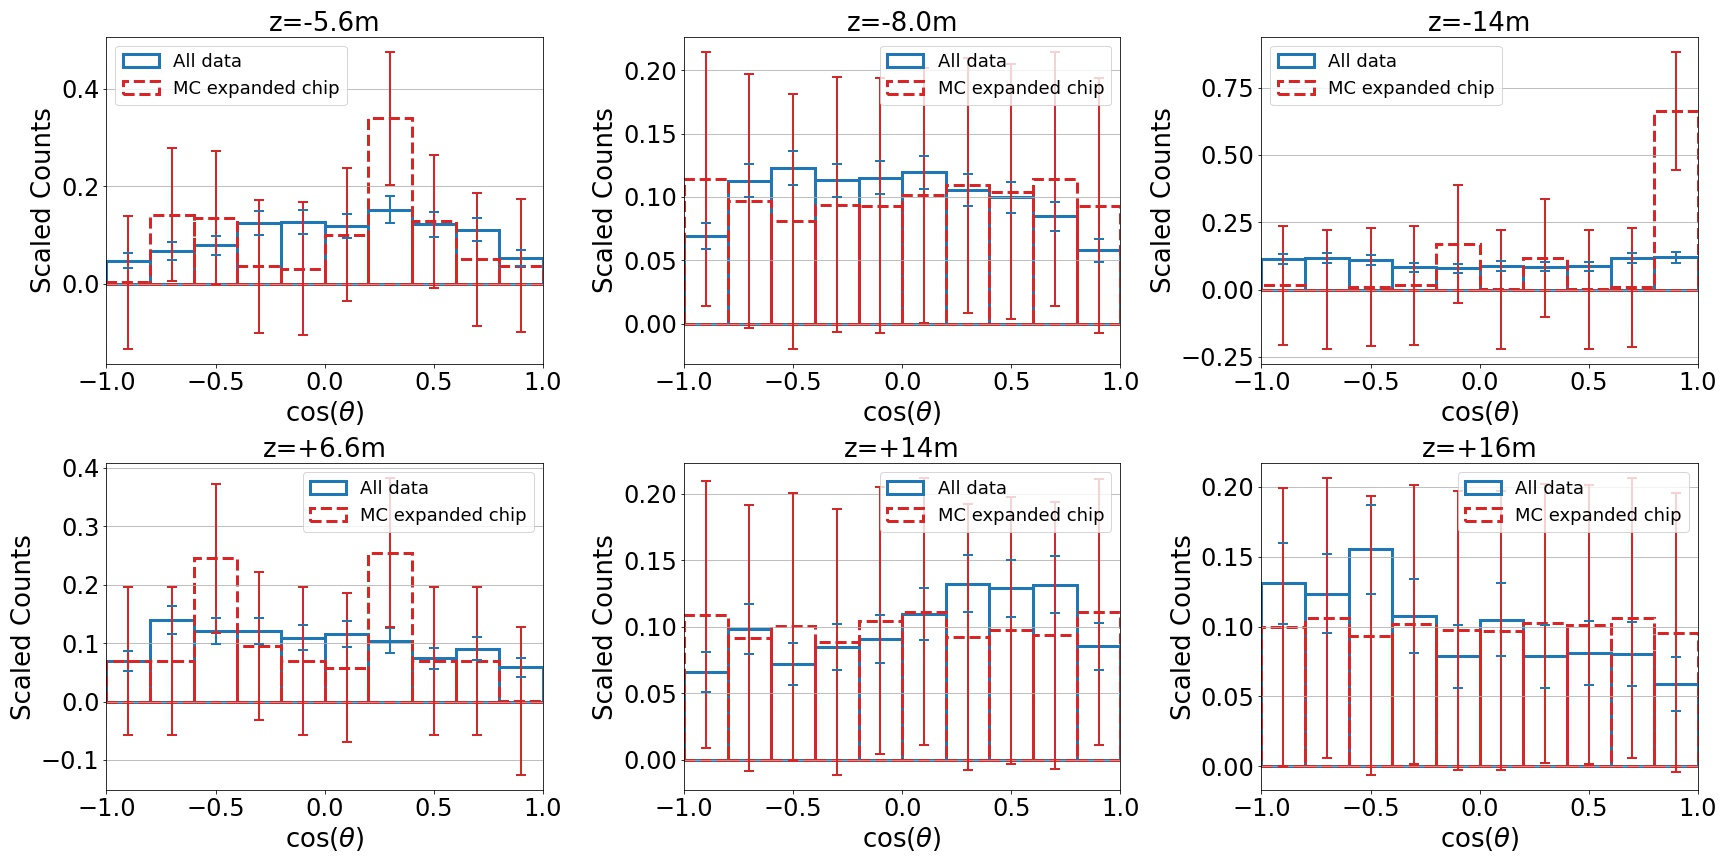 z=-5.6m
All data
MC expanded chip
Scaled Counts
0.4
0.2
0.0
−1.0 −0.5 0.0 0.5 1.0
cos(θ)
z=-8.0m
All data
MC expanded chip
Scaled Counts
0.20
0.15
0.10
0.05
0.00
−1.0 −0.5 0.0 0.5 1.0
cos(θ)
z=-14m
All data
MC expanded chip
Scaled Counts
0.75
0.50
0.25
0.00
−0.25
−1.0 −0.5 0.0 0.5 1.0
cos(θ)
z=+6.6m
All data
MC expanded chip
Scaled Counts
0.4
0.3
0.2
0.1
0.0
−0.1
−1.0 −0.5 0.0 0.5 1.0
cos(θ)
z=+14m
All data
MC expanded chip
Scaled Counts
0.20
0.15
0.10
0.05
0.00
−1.0 −0.5 0.0 0.5 1.0
cos(θ)
z=+16m
All data
MC expanded chip
Scaled Counts
0.20
0.15
0.10
0.05
0.00
−1.0 −0.5 0.0 0.5 1.0
cos(θ)